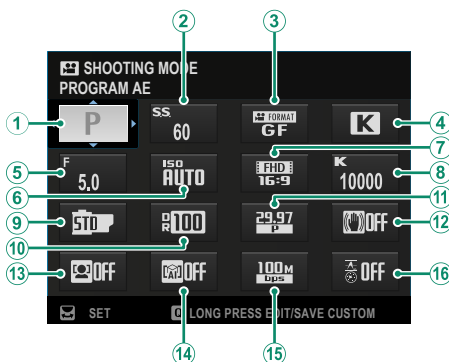 2 3
SHOOTING MODE
PROGRAM AE
1 P S.S. 60 FORMAT GF K 4
7
5 F 5.0 ISO AUTO FHD 16:9 K 10000 8
6
11
9 STD DR 100 29.97 P OFF 12
10
13 OFF OFF 100M bps OFF 16
SET Q LONG PRESS EDIT/SAVE CUSTOM
14 15